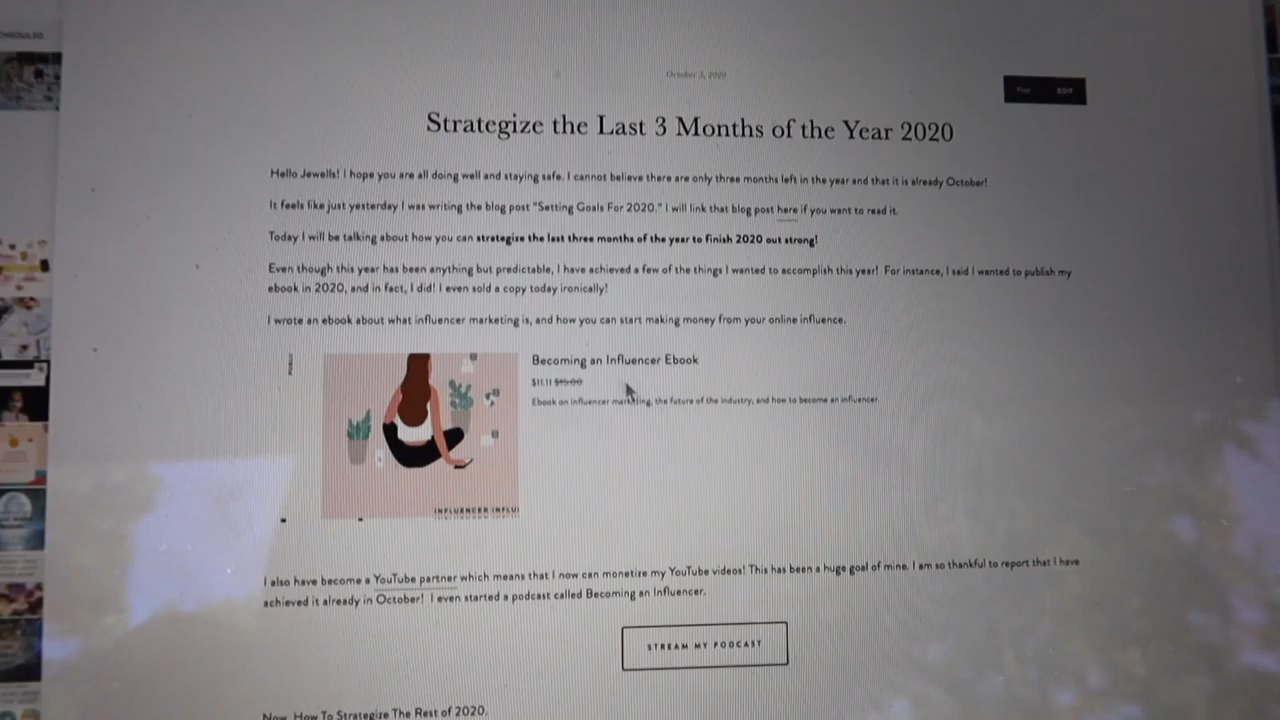 October 3, 2020
Post EDIT
Strategize the Last 3 Months of the Year 2020
Hello Jewells! I hope you are all doing well and staying safe. I cannot believe there are only three months left in the year and that it is already October!
It feels like just yesterday I was writing the blog post "Setting Goals For 2020." I will link that blog post here if you want to read it.
Today I will be talking about how you can strategize the last three months of the year to finish 2020 out strong!
Even though this year has been anything but predictable, I have achieved a few of the things I wanted to accomplish this year! For instance, I said I wanted to publish my
ebook in 2020, and in fact, I did! I even sold a copy today ironically!
I wrote an ebook about what influencer marketing is, and how you can start making money from your online influence.
Becoming an Influencer Ebook
$11.11 $15.00
Ebook on influencer marketing, the future of the industry, and how to become an influencer.
INFLUENCER INFLU
I also have become a YouTube partner which means that I now can monetize my YouTube videos! This has been a huge goal of mine. I am so thankful to report that I have
achieved it already in October! I even started a podcast called Becoming an Influencer.
STREAM MY PODCAST
Now, How To Strategize The Rest of 2020.